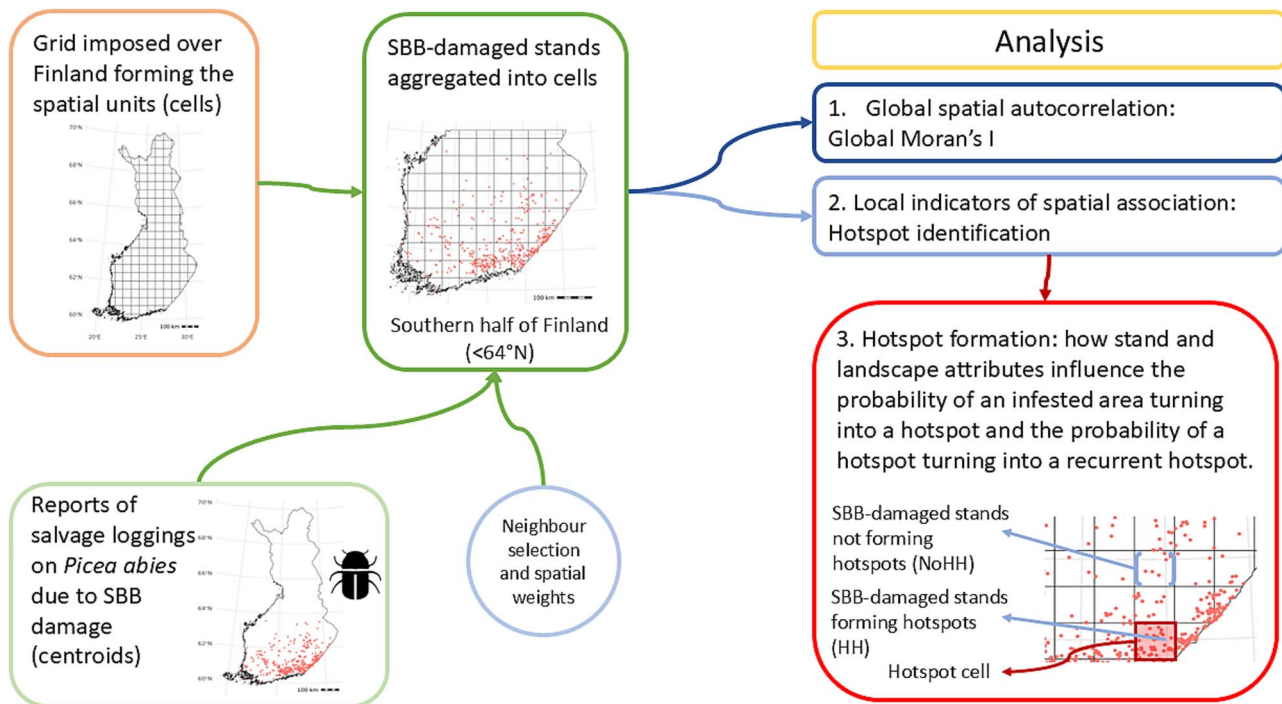 Grid imposed over
Finland forming the
spatial units (cells)
70°N
68°N
66°N
64°N
62°N
60°N
100 km
20°E
25°E
30°E
SBB-damaged stands
aggregated into cells
100 km
Southern half of Finland
(<64°N)
Reports of
salvage loggings
on Picea abies
due to SBB
damage
(centroids)
70°N
68°N
66°N
64°N
62°N
60°N
100 km
Neighbour
selection
and spatial
weights
Analysis
1. Global spatial autocorrelation:
Global Moran's I
2. Local indicators of spatial association:
Hotspot identification
3. Hotspot formation: how stand and
landscape attributes influence the
probability of an infested area turning
into a hotspot and the probability of a
hotspot turning into a recurrent hotspot.
SBB-damaged stands
not forming
hotspots (NoHH)
SBB-damaged stands
forming hotspots
(HH)
Hotspot cell